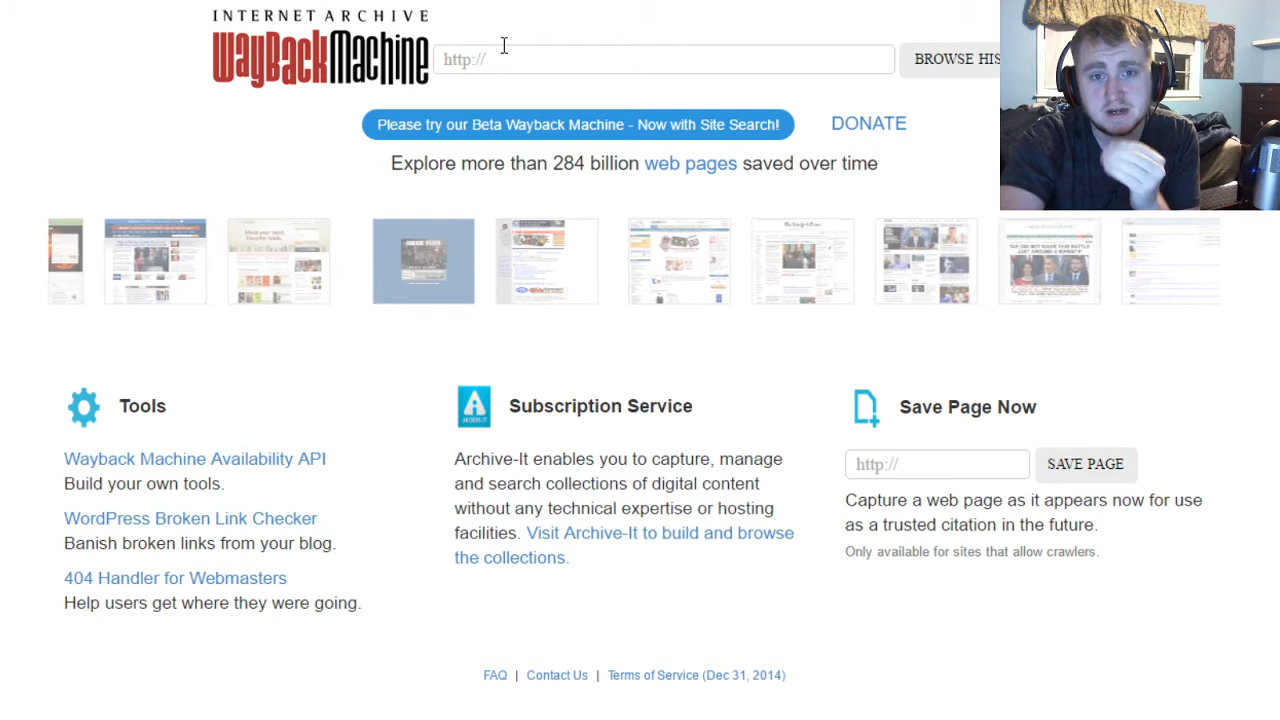 INTERNET ARCHIVE
WayBackMachine
http://
BROWSE HIS
Please try our Beta Wayback Machine - Now with Site Search!
DONATE
Explore more than 284 billion web pages saved over time
Tools
Wayback Machine Availability API
Build your own tools.
WordPress Broken Link Checker
Banish broken links from your blog.
404 Handler for Webmasters
Help users get where they were going.
Subscription Service
Archive-It enables you to capture, manage
and search collections of digital content
without any technical expertise or hosting
facilities. Visit Archive-It to build and browse
the collections.
Save Page Now
http://
SAVE PAGE
Capture a web page as it appears now for use
as a trusted citation in the future.
Only available for sites that allow crawlers.
FAQ | Contact Us | Terms of Service (Dec 31, 2014)